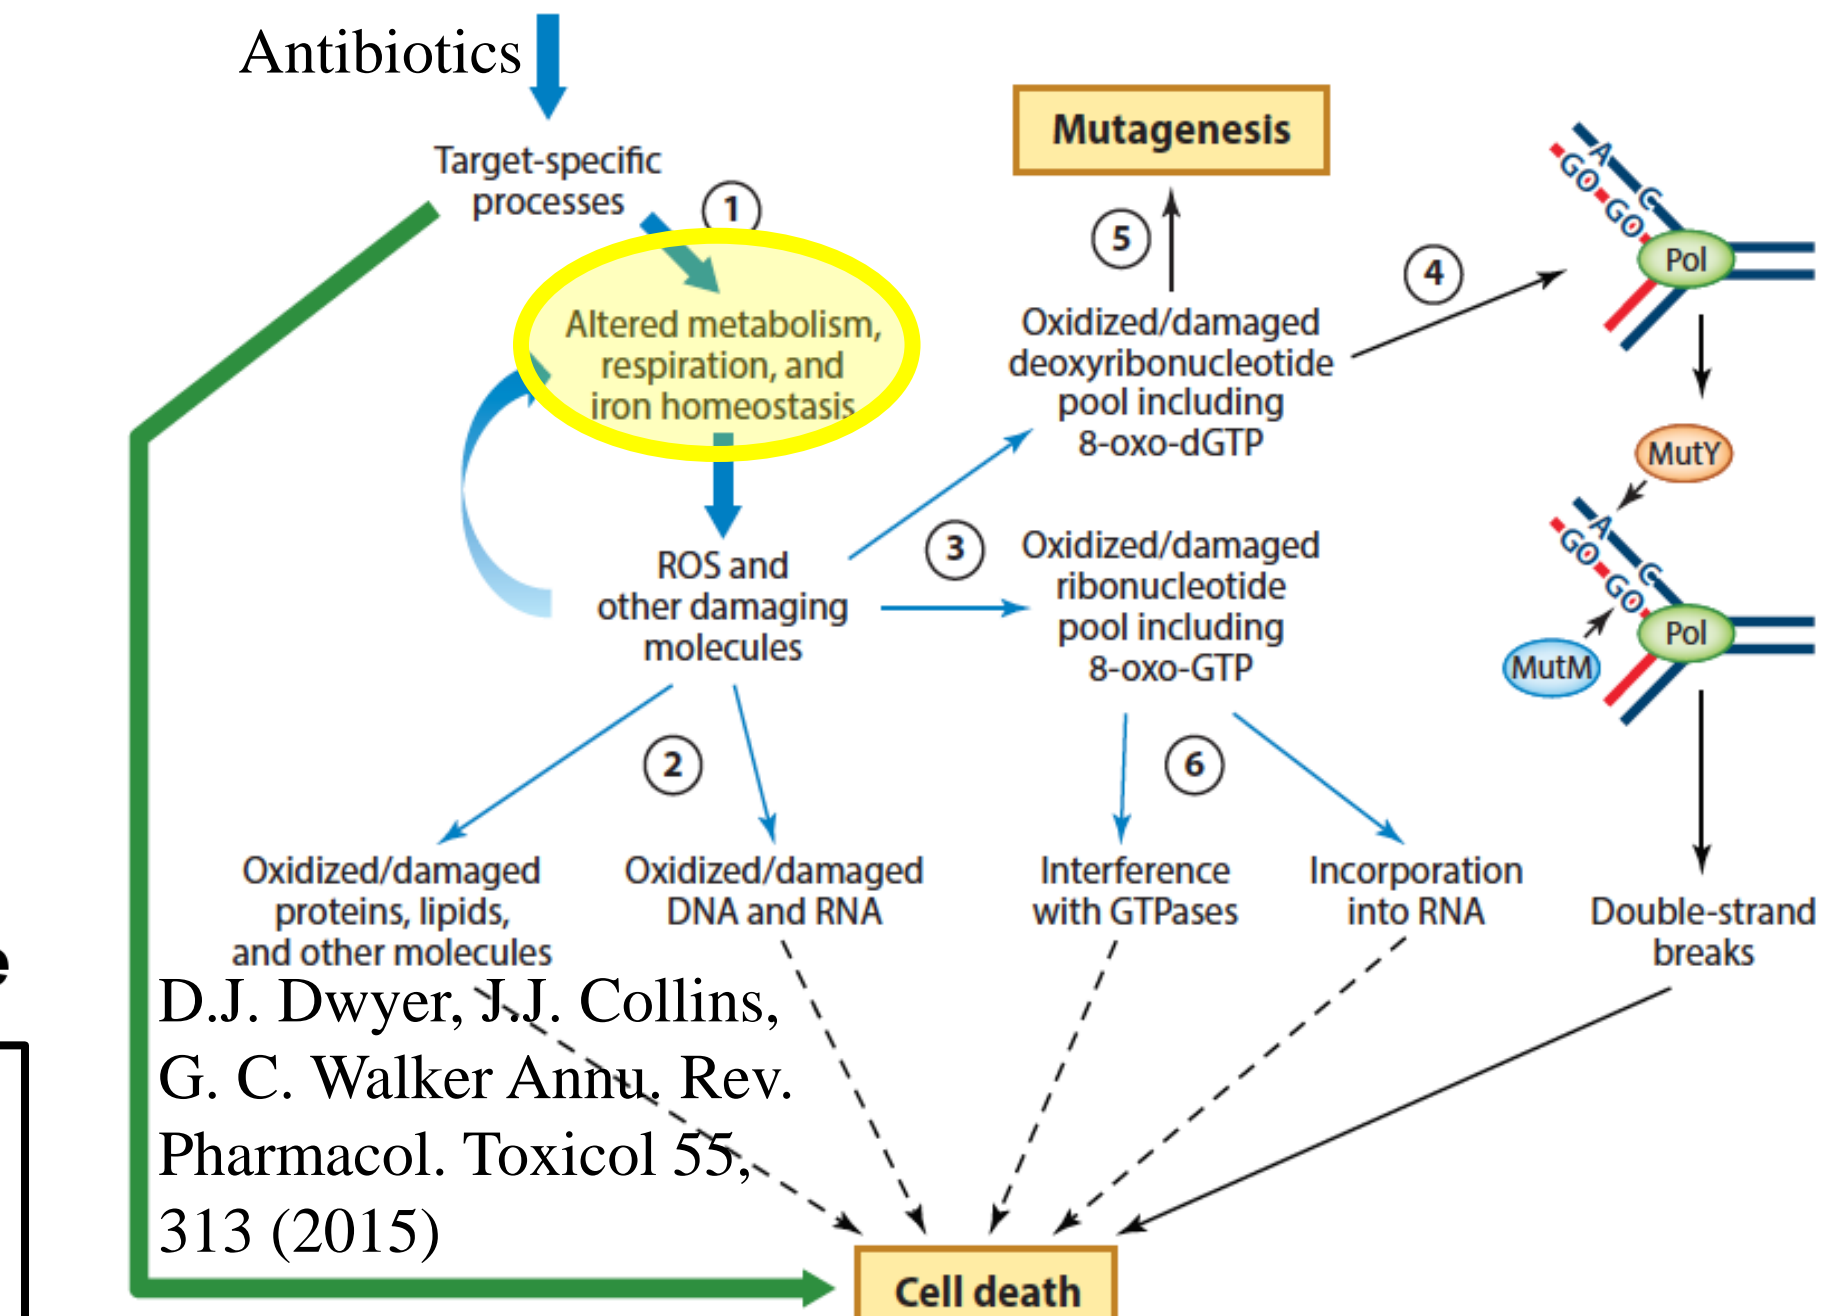 Antibiotics
Target-specific
processes
1
Altered metabolism,
respiration, and
iron homeostasis
ROS and
other damaging
molecules
2
Oxidized/damaged
proteins, lipids,
and other molecules
Oxidized/damaged
DNA and RNA
3
Mutagenesis
5
Oxidized/damaged
deoxyribonucleotide
pool including
8-oxo-dGTP
4
Oxidized/damaged
ribonucleotide
pool including
8-oxo-GTP
6
Interference
with GTPases
Incorporation
into RNA
A C
GO GO
Pol
MutY
A C
GO GO
Pol
MutM
Double-strand
breaks
e
D.J. Dwyer, J.J. Collins,
G. C. Walker Annu. Rev.
Pharmacol. Toxicol 55,
313 (2015)
Cell death